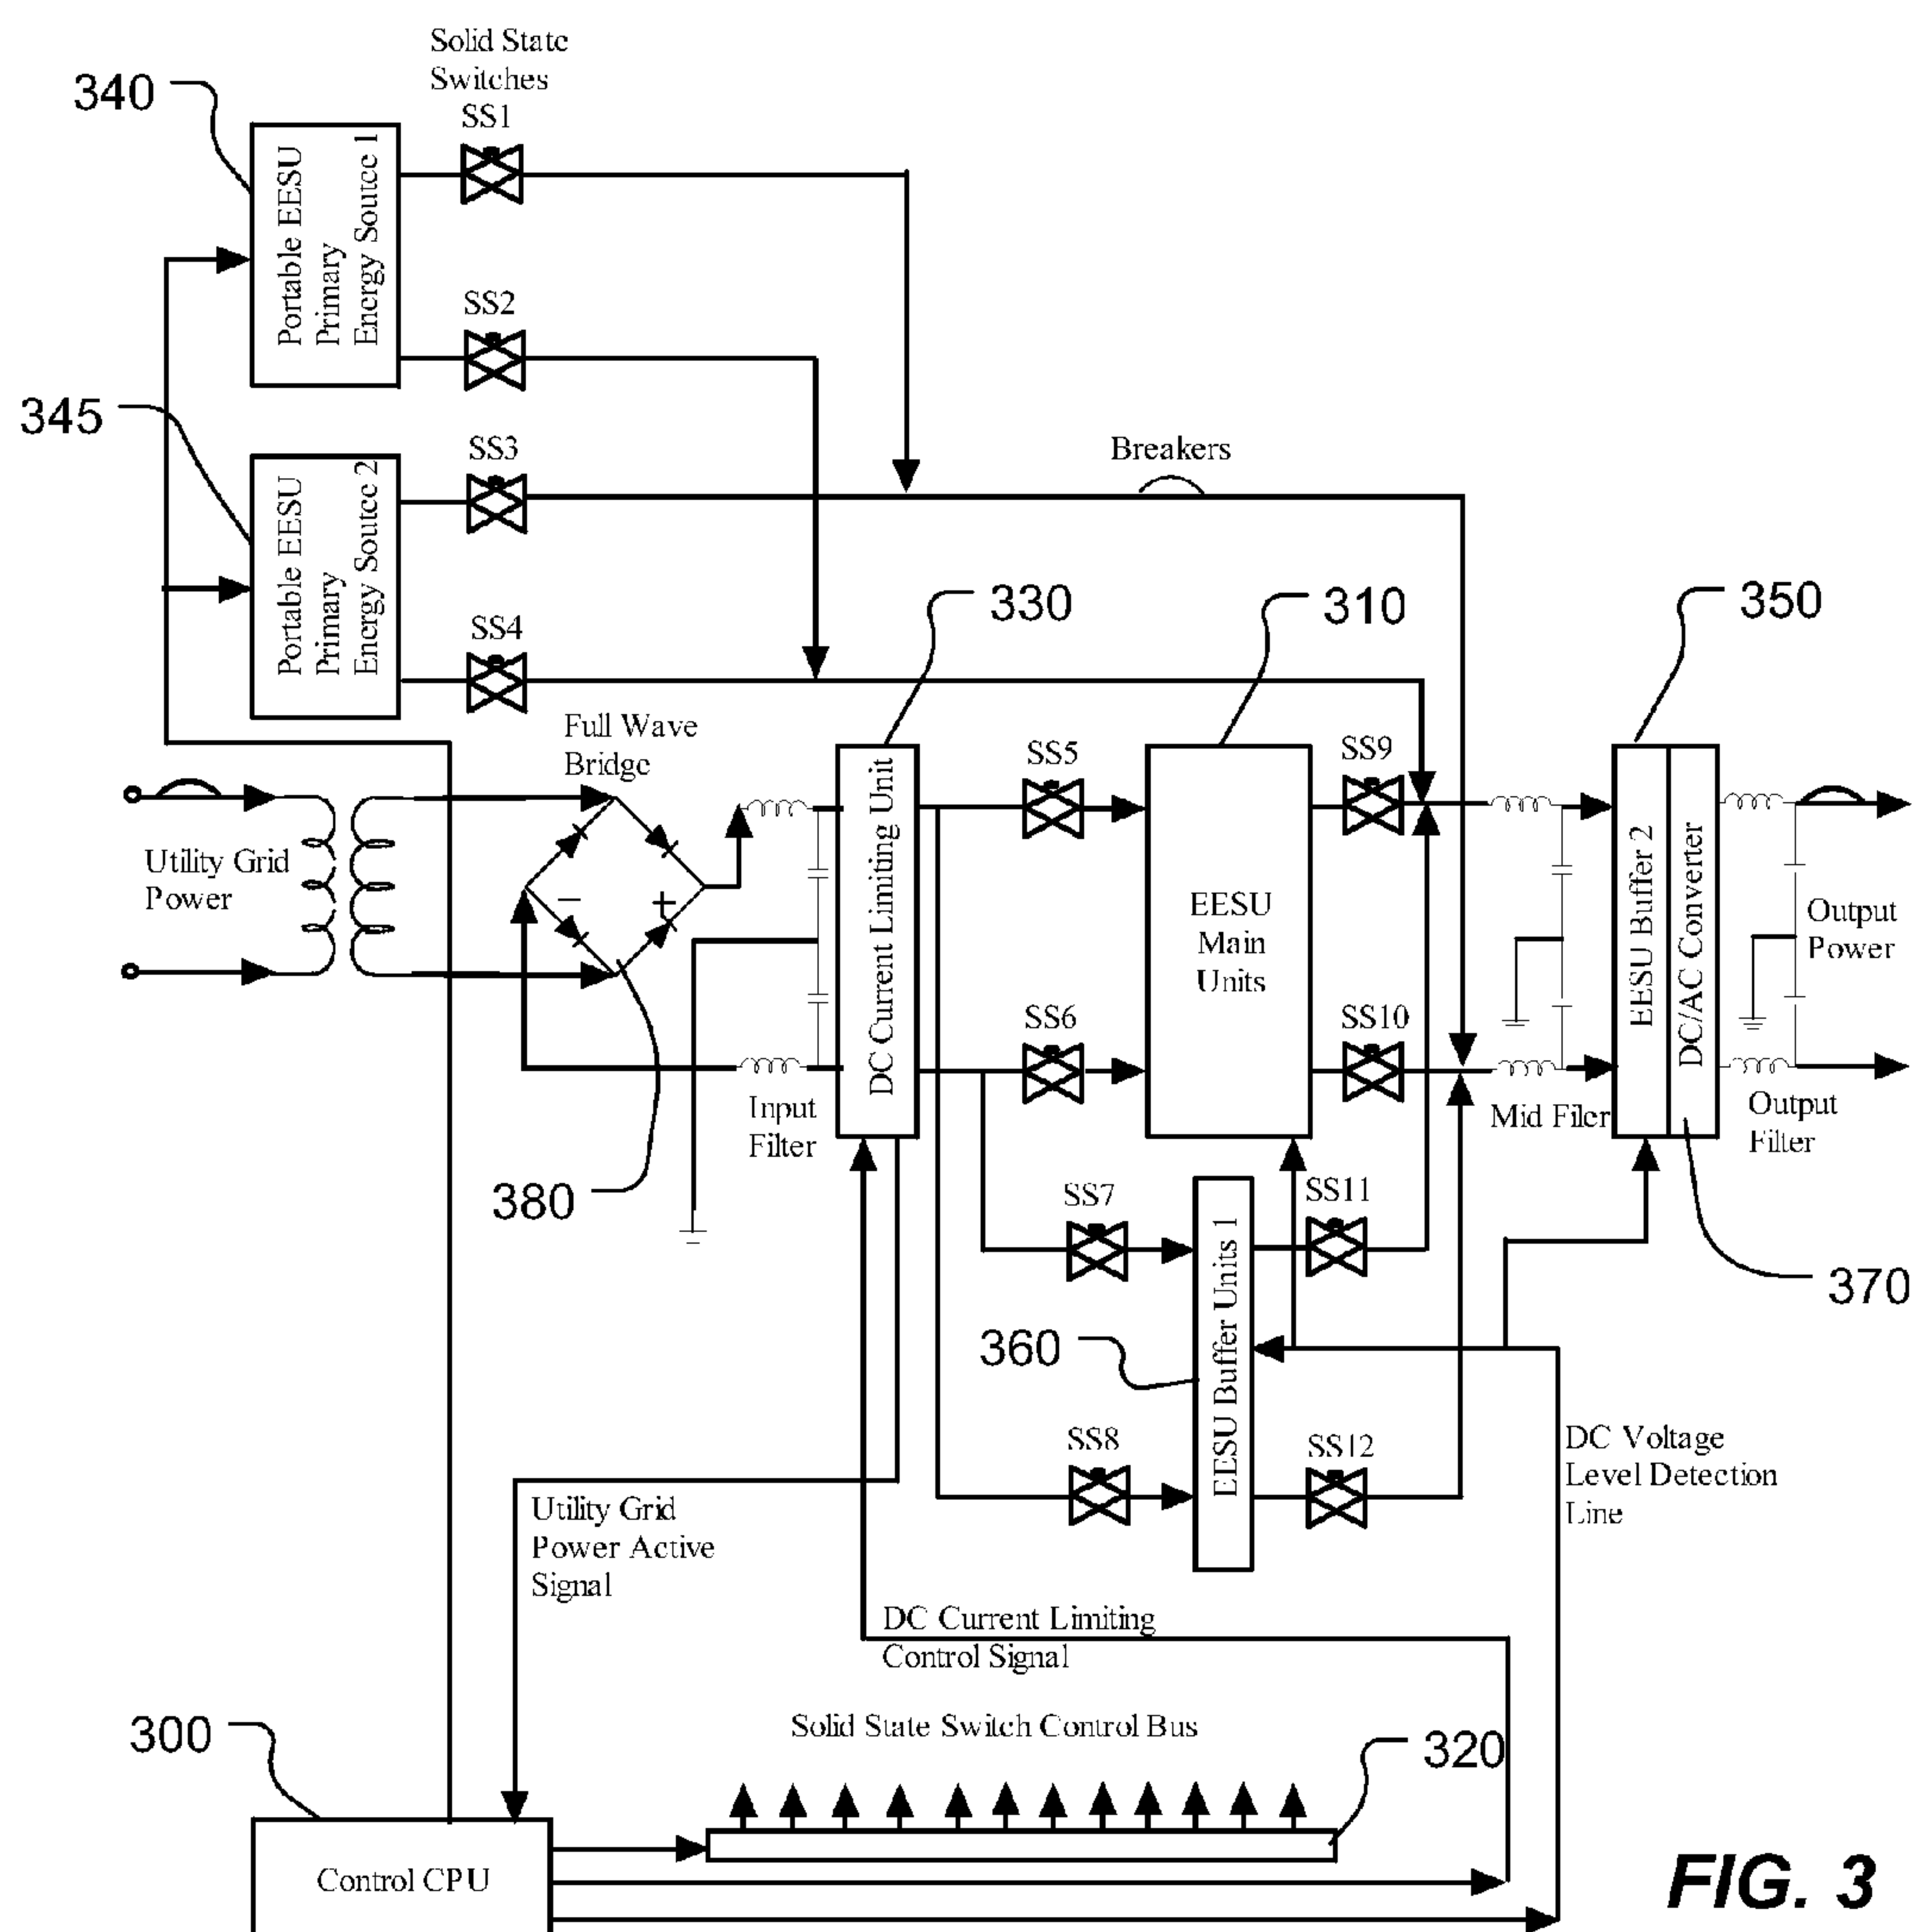 Solid State
Switches
SS1
340
Portable EESU
Primary
Energy Soutce 1
SS2
345
SS3
Breakers
Portable EESU
Primary
Energy Soutce 2
SS4
330
310
350
Full Wave
Bridge
SS5
SS9
DC Current Limiting Unit
Utility Grid
Power
−
+
EESU
Main
Units
EESU Buffer 2
DC/AC Converter
Output
Power
SS6
SS10
Input
Filter
Mid Filer
Output
Filter
380
SS7
SS11
370
360
EESU Buffer Units 1
SS8
SS12
DC Voltage
Level Detection
Line
Utility Grid
Power Active
Signal
DC Current Limiting
Control Signal
300
Solid State Switch Control Bus
320
Control CPU
FIG. 3